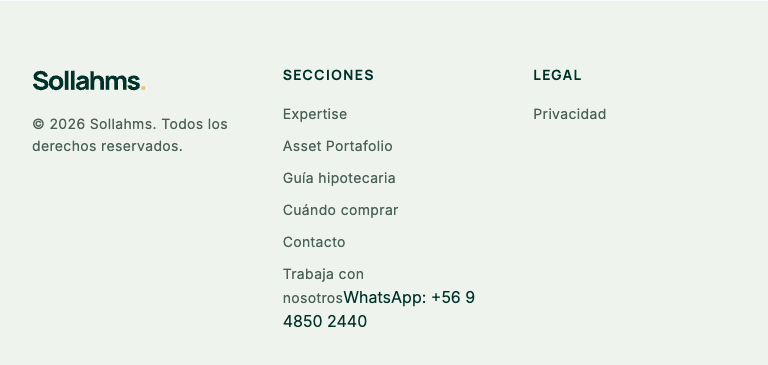 Sollahms.
© 2026 Sollahms. Todos los
derechos reservados.
SECCIONES
Expertise
Asset Portafolio
Guía hipotecaria
Cuándo comprar
Contacto
Trabaja con
nosotrosWhatsApp: +56 9
4850 2440
LEGAL
Privacidad